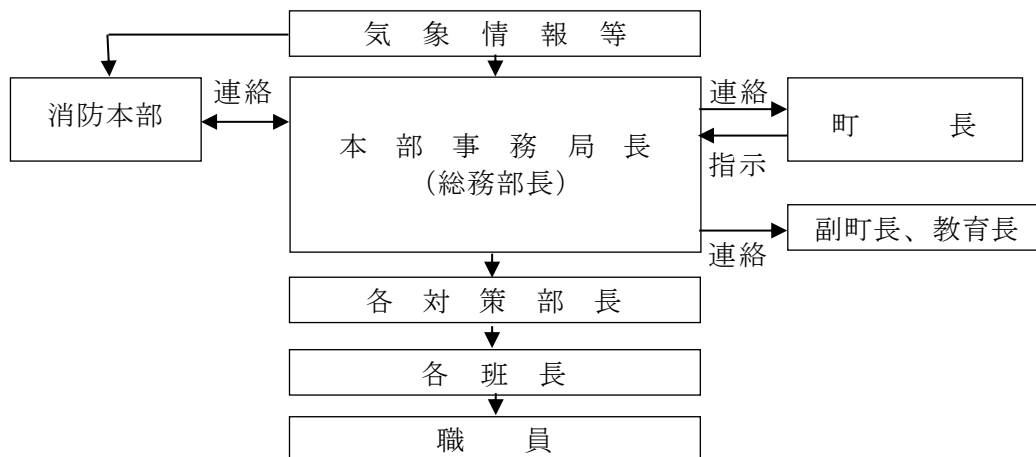 気象情報等
消防本部
連絡
本部事務局長
（総務部長）
連絡
指示
町長
連絡
副町長、教育長
各対策部長
各班長
職員